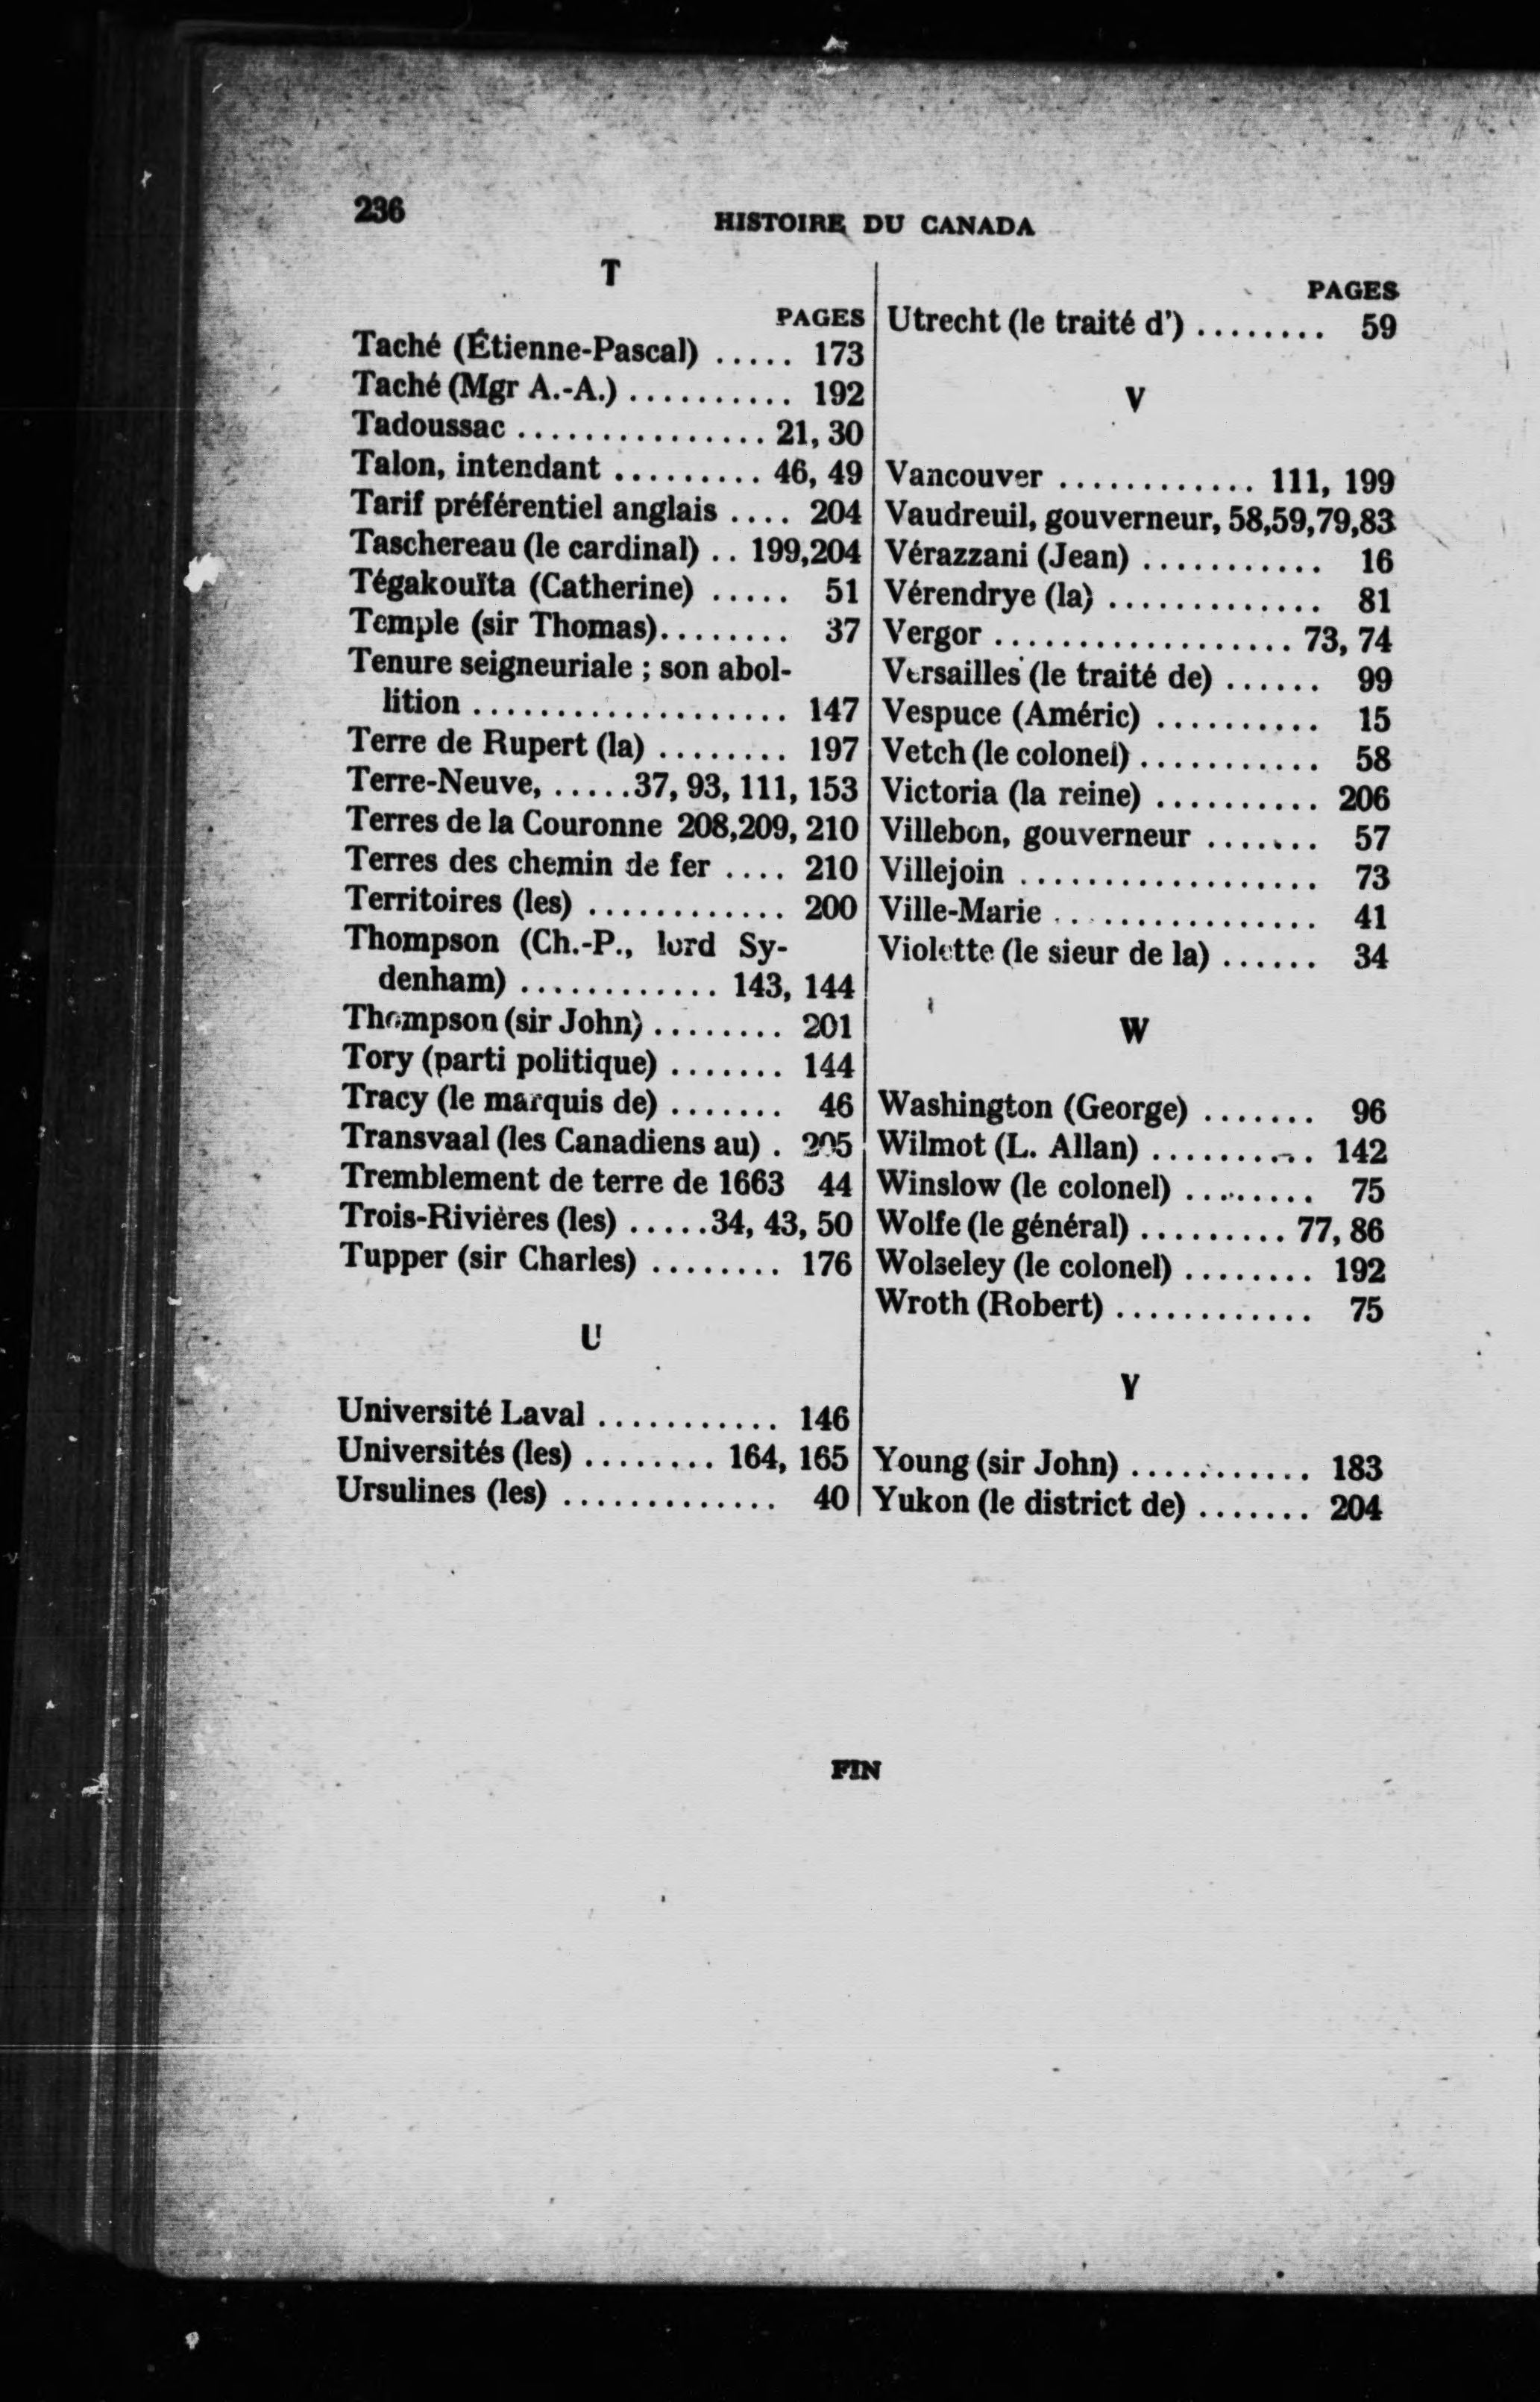 236
HISTOIRE DU CANADA
T
PAGES
Taché (Étienne-Pascal) ..... 173
Taché (Mgr A.-A.) .......... 192
Tadoussac ............... 21, 30
Talon, intendant ......... 46, 49
Tarif préférentiel anglais .... 204
Taschereau (le cardinal) .. 199,204
Tégakouïta (Catherine) ..... 51
Temple (sir Thomas)........ 37
Tenure seigneuriale ; son abol-
lition ................... 147
Terre de Rupert (la) ........ 197
Terre-Neuve, .....37, 93, 111, 153
Terres de la Couronne 208,209, 210
Terres des chemin de fer .... 210
Territoires (les) ............ 200
Thompson (Ch.-P., lord Sy-
denham) ............ 143, 144
Thompson (sir John) ........ 201
Tory (parti politique) ....... 144
Tracy (le marquis de) ....... 46
Transvaal (les Canadiens au) . 205
Tremblement de terre de 1663 44
Trois-Rivières (les) .....34, 43, 50
Tupper (sir Charles) ........ 176
U
Université Laval ........... 146
Universités (les) ........ 164, 165
Ursulines (les) ............. 40
PAGES
Utrecht (le traité d') ........ 59
V
Vancouver ............ 111, 199
Vaudreuil, gouverneur, 58,59,79,83
Vérazzani (Jean) ........... 16
Vérendrye (la) ............. 81
Vergor .................. 73, 74
Versailles (le traité de) ...... 99
Vespuce (Améric) .......... 15
Vetch (le colonel) ........... 58
Victoria (la reine) .......... 206
Villebon, gouverneur ....... 57
Villejoin .................. 73
Ville-Marie ................ 41
Violette (le sieur de la) ...... 34
W
Washington (George) ....... 96
Wilmot (L. Allan) .......... 142
Winslow (le colonel) ........ 75
Wolfe (le général) ......... 77, 86
Wolseley (le colonel) ........ 192
Wroth (Robert) ............ 75
Y
Young (sir John) ........... 183
Yukon (le district de) ....... 204
FIN